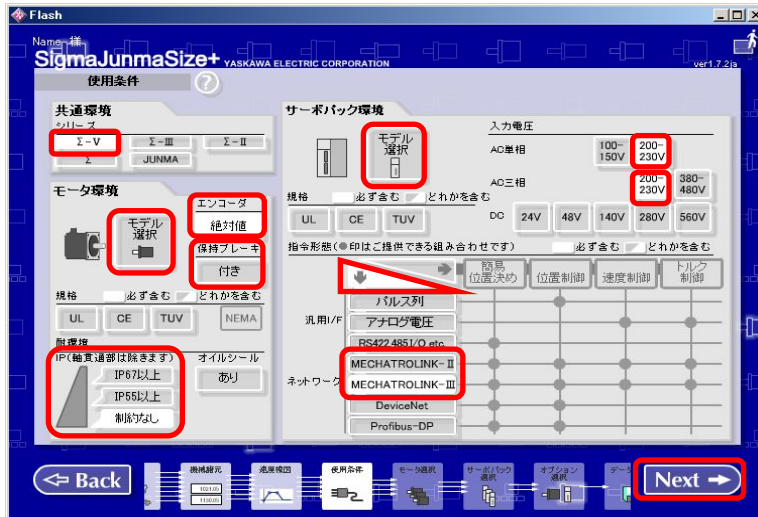 Flash
Name 様
SigmaJunmaSize+ YASKAWA ELECTRIC CORPORATION
ver1.7.2ja
使用条件 ?
共通環境
シリーズ
Σ-V Σ-III Σ-II
Σ JUNMA
モータ環境
モデル
選択
エンコーダ
絶対値
保持ブレーキ
付き
規格 必ず含む どれかを含む
UL CE TUV NEMA
耐環境
IP(軸貫通部は除きます) オイルシール
IP67以上 あり
IP55以上
制約なし
サーボパック環境
モデル
選択
入力電圧
AC単相 100-150V 200-230V
AC三相 200-230V 380-480V
DC 24V 48V 140V 280V 560V
規格 必ず含む どれかを含む
UL CE TUV
指令形態(●印はご提供できる組み合わせです) 必ず含む どれかを含む
簡易位置決め 位置制御 速度制御 トルク制御
汎用I/F
パルス列
アナログ電圧
RS422,485I/O etc.
ネットワーク
MECHATROLINK-II
MECHATROLINK-III
DeviceNet
Profibus-DP
Back
機械諸元
速度線図
使用条件
モータ選択
サーボパック選択
オプション選択
データ
Next